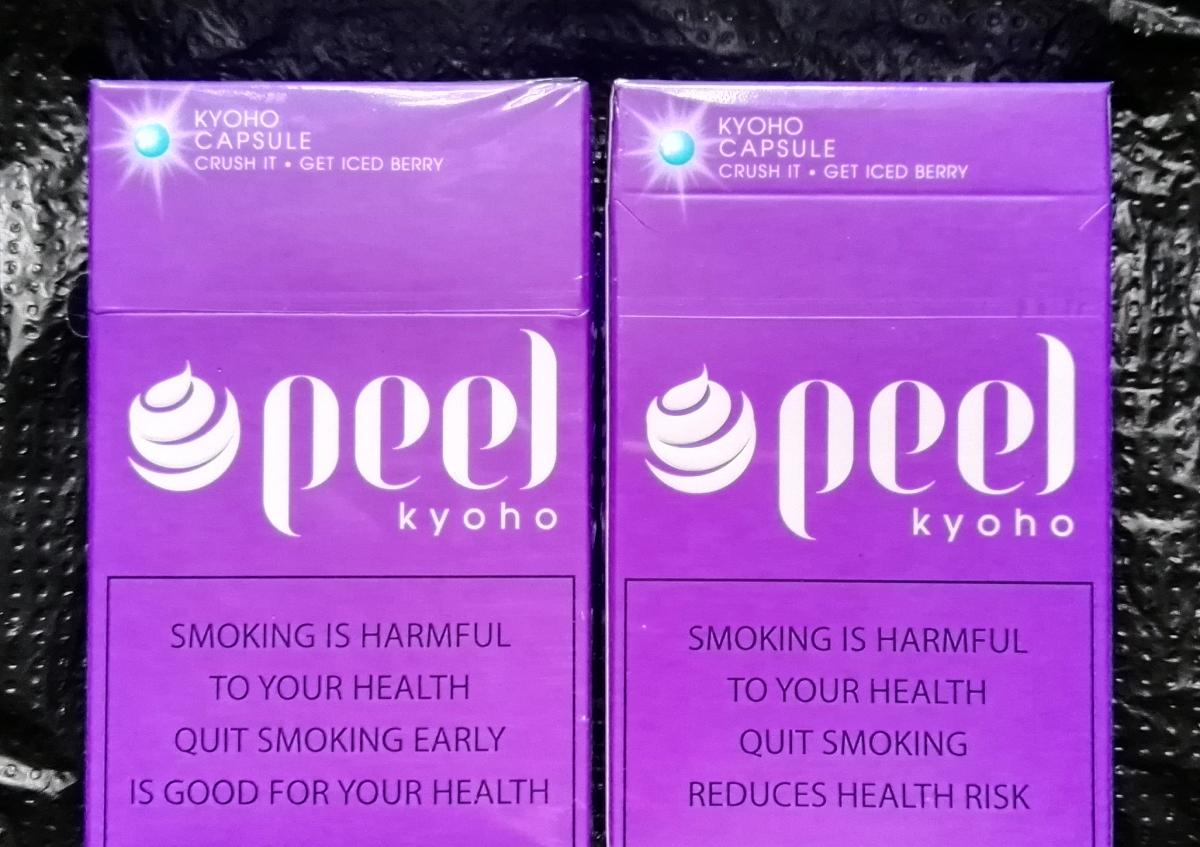 KYOHO
CAPSULE
CRUSH IT • GET ICED BERRY
peel
kyoho
SMOKING IS HARMFUL
TO YOUR HEALTH
QUIT SMOKING EARLY
IS GOOD FOR YOUR HEALTH
KYOHO
CAPSULE
CRUSH IT • GET ICED BERRY
peel
kyoho
SMOKING IS HARMFUL
TO YOUR HEALTH
QUIT SMOKING
REDUCES HEALTH RISK